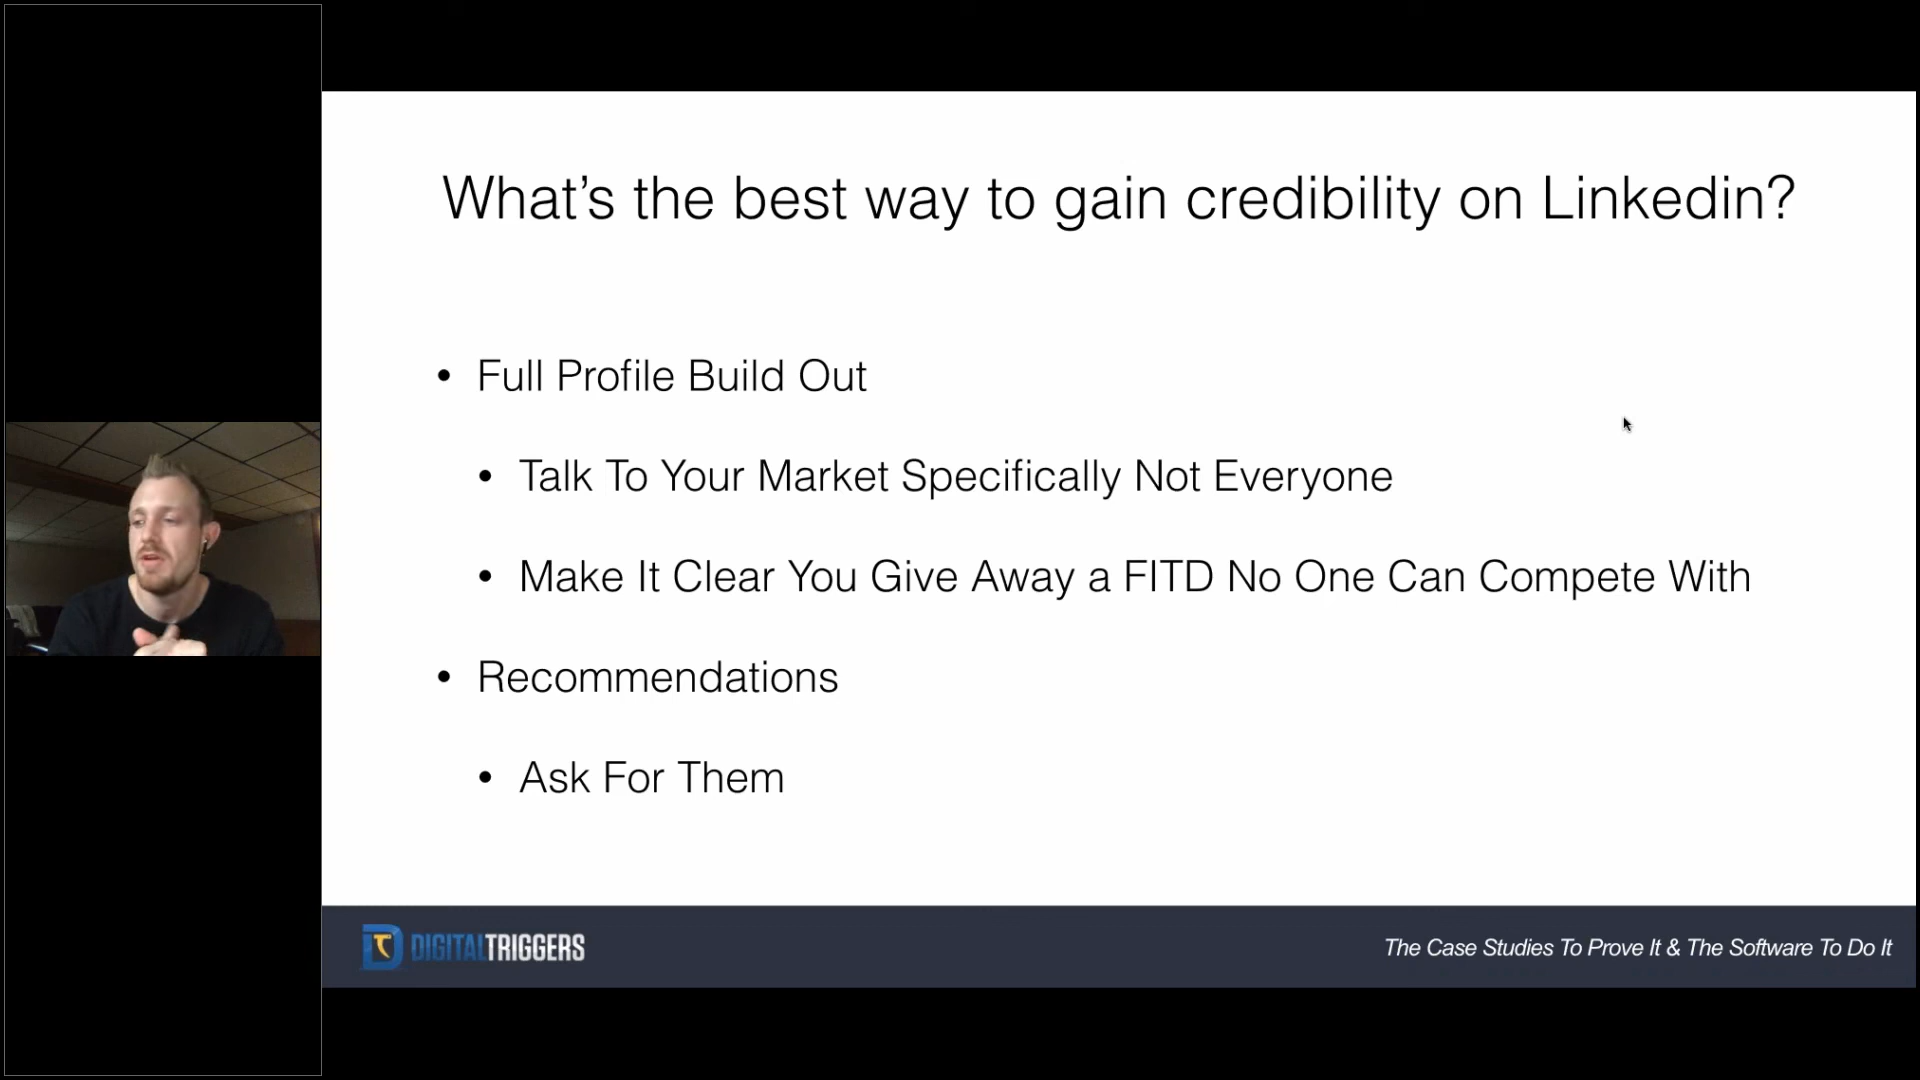 What's the best way to gain credibility on Linkedin?
• Full Profile Build Out
• Talk To Your Market Specifically Not Everyone
• Make It Clear You Give Away a FITD No One Can Compete With
• Recommendations
• Ask For Them
DIGITALTRIGGERS
The Case Studies To Prove It & The Software To Do It